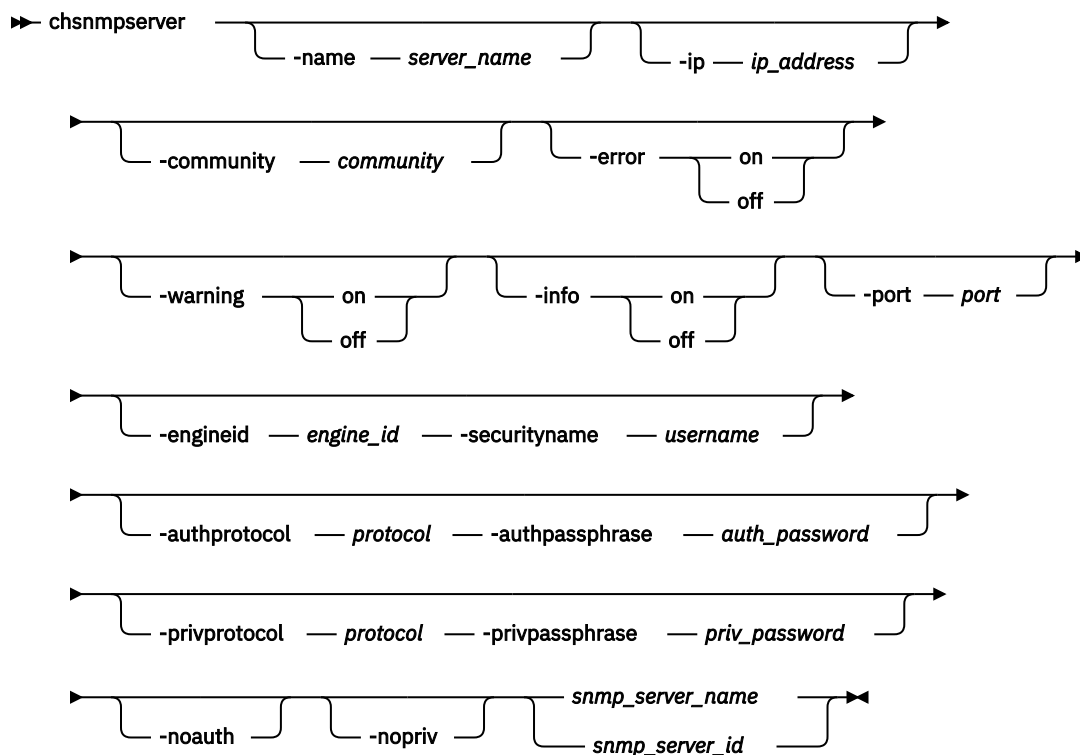 chsnmpserver
-name server_name -ip ip_address
-community community -error on
off
-warning on -info on -port port
off off
-engineid engine_id -securityname username
-authprotocol protocol -authpassphrase auth_password
-privprotocol protocol -privpassphrase priv_password
snmp_server_name
-noauth -nopriv snmp_server_id